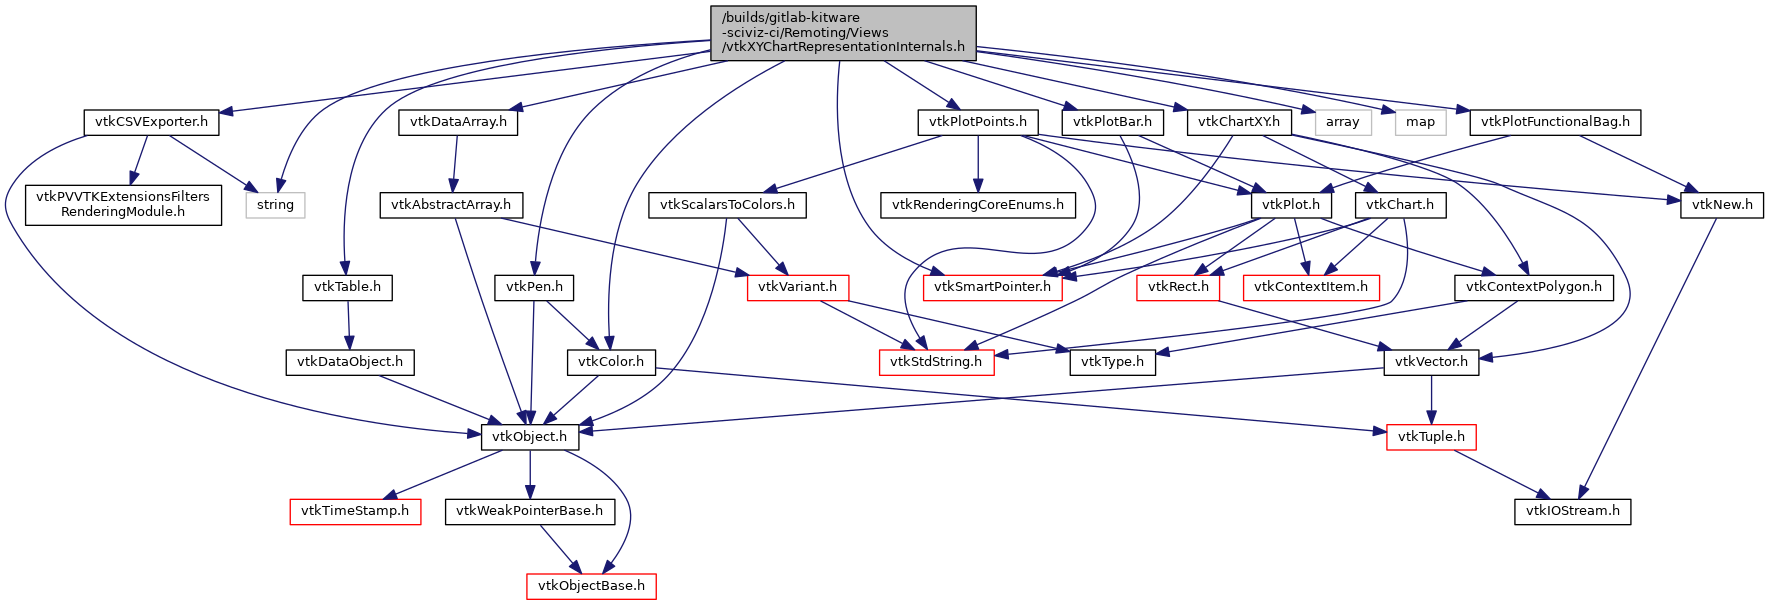 /builds/gitlab-kitware
-sciviz-ci/Remoting/Views
/vtkXYChartRepresentationInternals.h
vtkCSVExporter.h
vtkDataArray.h
vtkPlotPoints.h
vtkPlotBar.h
vtkChartXY.h
array
map
vtkPlotFunctionalBag.h
vtkPVVTKExtensionsFilters
RenderingModule.h
string
vtkAbstractArray.h
vtkScalarsToColors.h
vtkRenderingCoreEnums.h
vtkPlot.h
vtkChart.h
vtkNew.h
vtkTable.h
vtkPen.h
vtkVariant.h
vtkSmartPointer.h
vtkRect.h
vtkContextItem.h
vtkContextPolygon.h
vtkDataObject.h
vtkColor.h
vtkStdString.h
vtkType.h
vtkVector.h
vtkObject.h
vtkTuple.h
vtkTimeStamp.h
vtkWeakPointerBase.h
vtkIOStream.h
vtkObjectBase.h